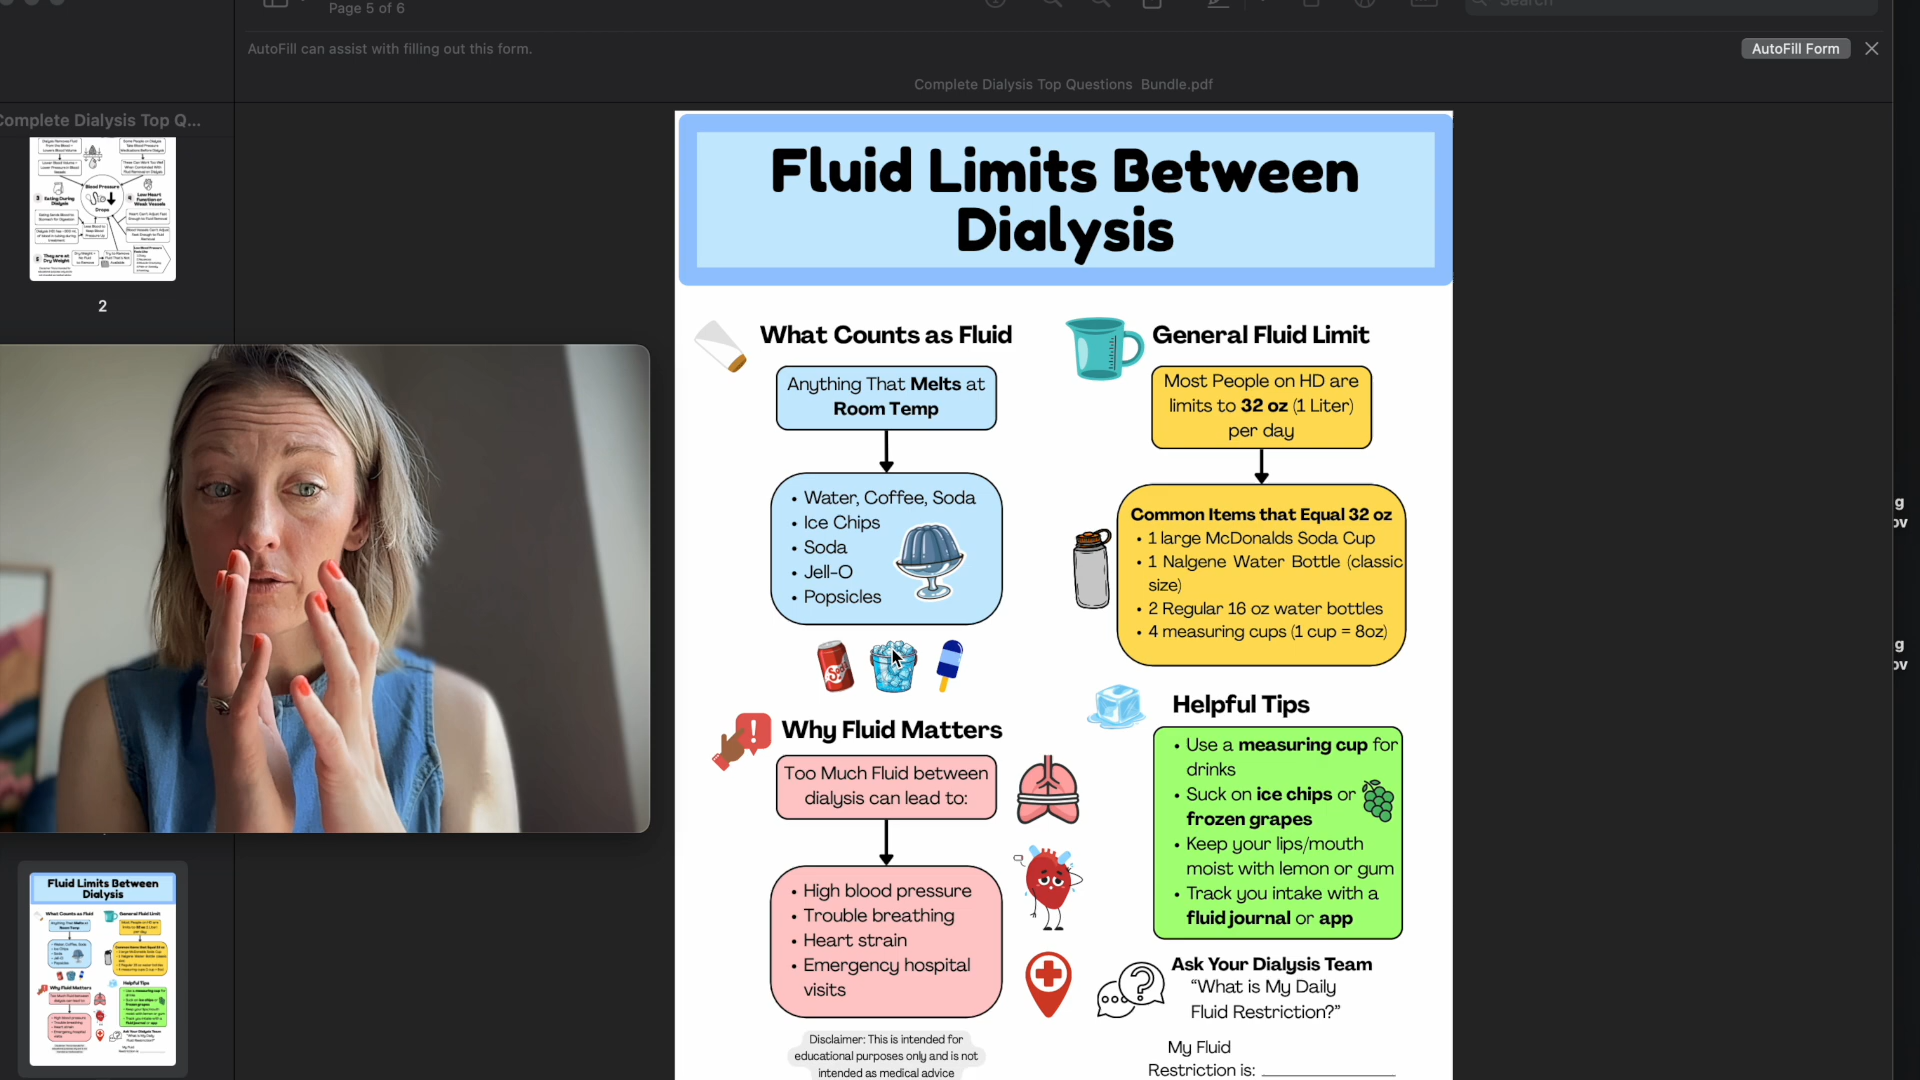 Page 5 of 6
Search
AutoFill can assist with filling out this form.
AutoFill Form
Complete Dialysis Top Questions Bundle.pdf
Complete Dialysis Top Q...
2
Fluid Limits Between
Dialysis
What Counts as Fluid
Anything That Melts at
Room Temp
• Water, Coffee, Soda
• Ice Chips
• Soda
• Jell-O
• Popsicles
General Fluid Limit
Most People on HD are
limits to 32 oz (1 Liter)
per day
Common Items that Equal 32 oz
• 1 large McDonalds Soda Cup
• 1 Nalgene Water Bottle (classic
size)
• 2 Regular 16 oz water bottles
• 4 measuring cups (1 cup = 8oz)
Why Fluid Matters
Too Much Fluid between
dialysis can lead to:
• High blood pressure
• Trouble breathing
• Heart strain
• Emergency hospital
visits
Helpful Tips
• Use a measuring cup for
drinks
• Suck on ice chips or
frozen grapes
• Keep your lips/mouth
moist with lemon or gum
• Track you intake with a
fluid journal or app
Ask Your Dialysis Team
“What is My Daily
Fluid Restriction?”
My Fluid
Restriction is: ______________
Disclaimer: This is intended for
educational purposes only and is not
intended as medical advice